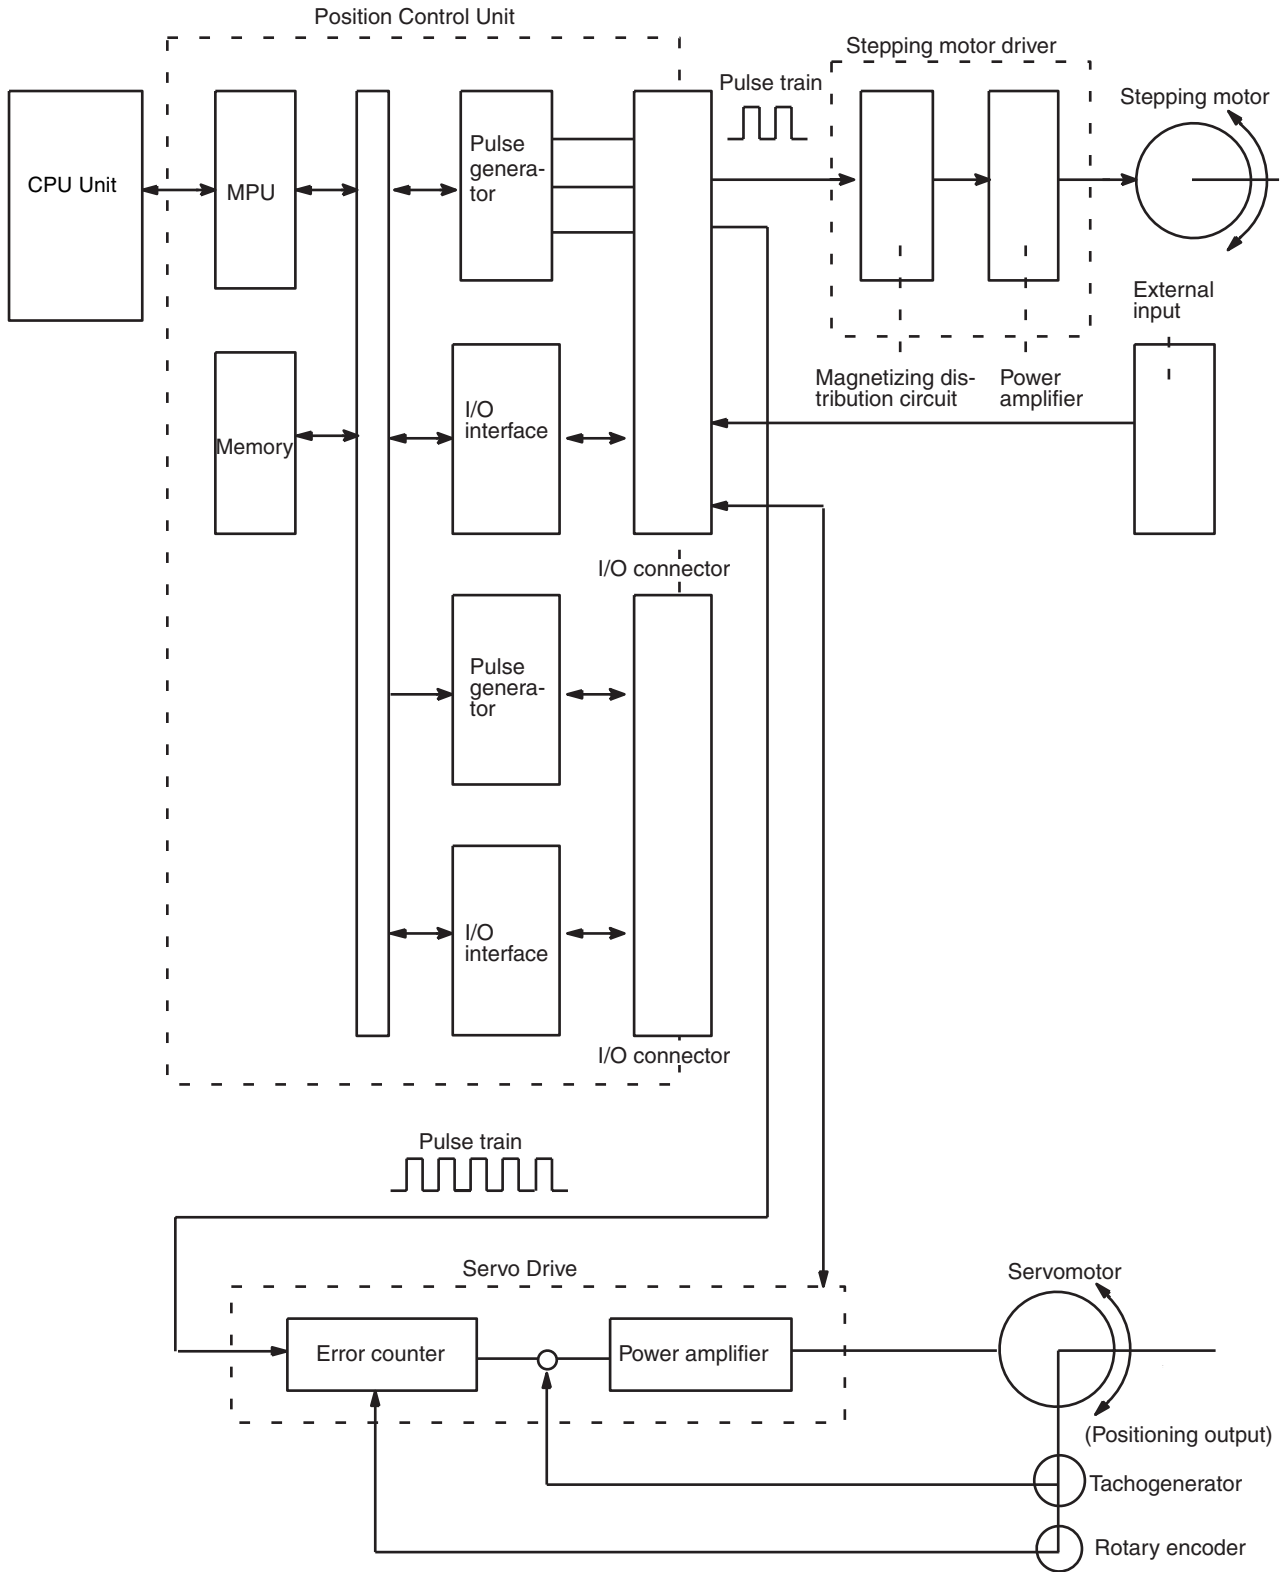 Position Control Unit
Stepping motor driver
Pulse train
Stepping motor
CPU Unit
MPU
Pulse
genera-
tor
External
input
Magnetizing dis-
tribution circuit
Power
amplifier
Memory
I/O
interface
I/O connector
Pulse
genera-
tor
I/O
interface
I/O connector
Pulse train
Servo Drive
Servomotor
Error counter
Power amplifier
(Positioning output)
Tachogenerator
Rotary encoder